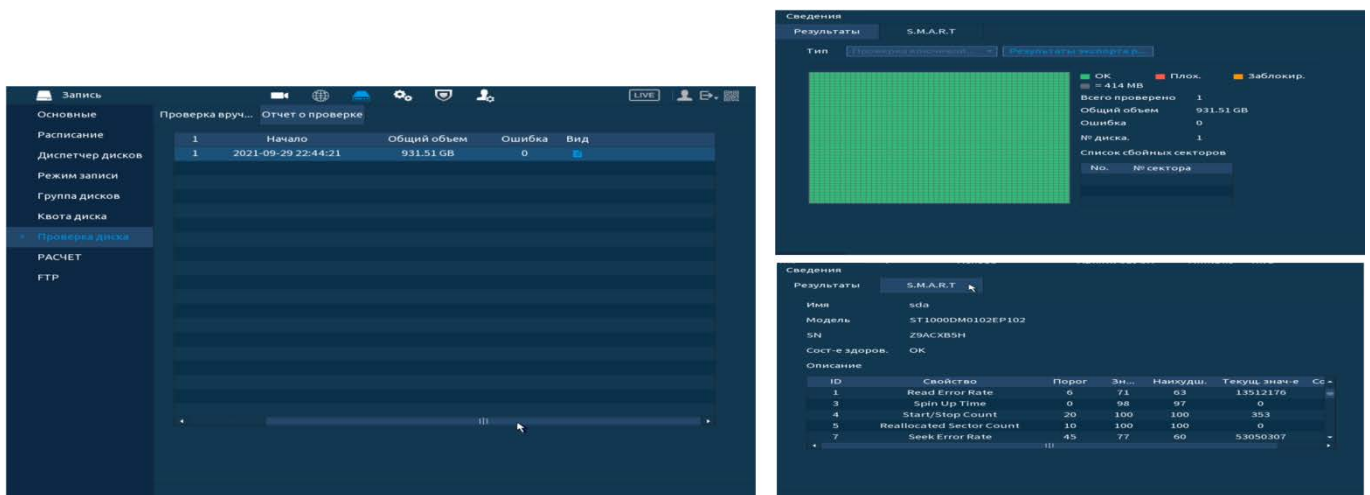 Запись
LIVE
Основные
Расписание
Диспетчер дисков
Режим записи
Группа дисков
Квота диска
Проверка диска
РАСЧЕТ
FTP
Проверка вруч... Отчет о проверке
1 Начало Общий объем Ошибка Вид
1 2021-09-29 22:44:21 931.51 GB 0
Сведения
Результаты S.M.A.R.T
Тип Проверка ключевой... Результаты экспорта р...
OK Плох. Заблокир.
= 414 MB
Всего проверено 1
Общий объем 931.51 GB
Ошибка 0
№ диска. 1
Список сбойных секторов
No. № сектора
Сведения
Результаты S.M.A.R.T
Имя sda
Модель ST1000DM0102EP102
SN Z9ACXB5H
Сост-е здоров. OK
Описание
ID Свойство Порог Зн... Наихудш. Текущ. знач-е Сс
1 Read Error Rate 6 71 63 13512176
3 Spin Up Time 0 98 97 0
4 Start/Stop Count 20 100 100 353
5 Reallocated Sector Count 10 100 100 0
7 Seek Error Rate 45 77 60 53050307